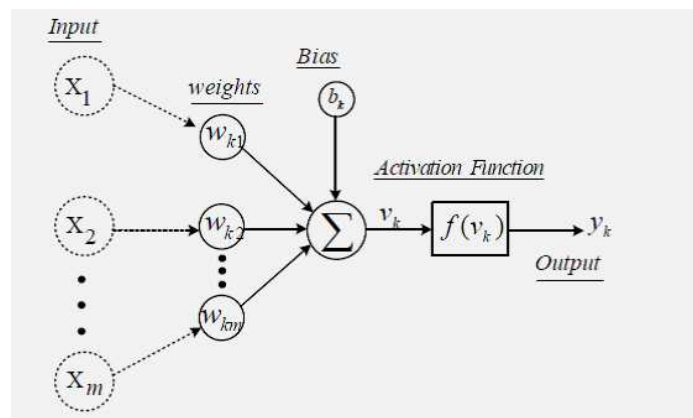 Input
X1
Bias
weights
bk
wk1
Activation Function
X2
wk2
Σ
vk
f(vk)
yk
Output
wkm
Xm